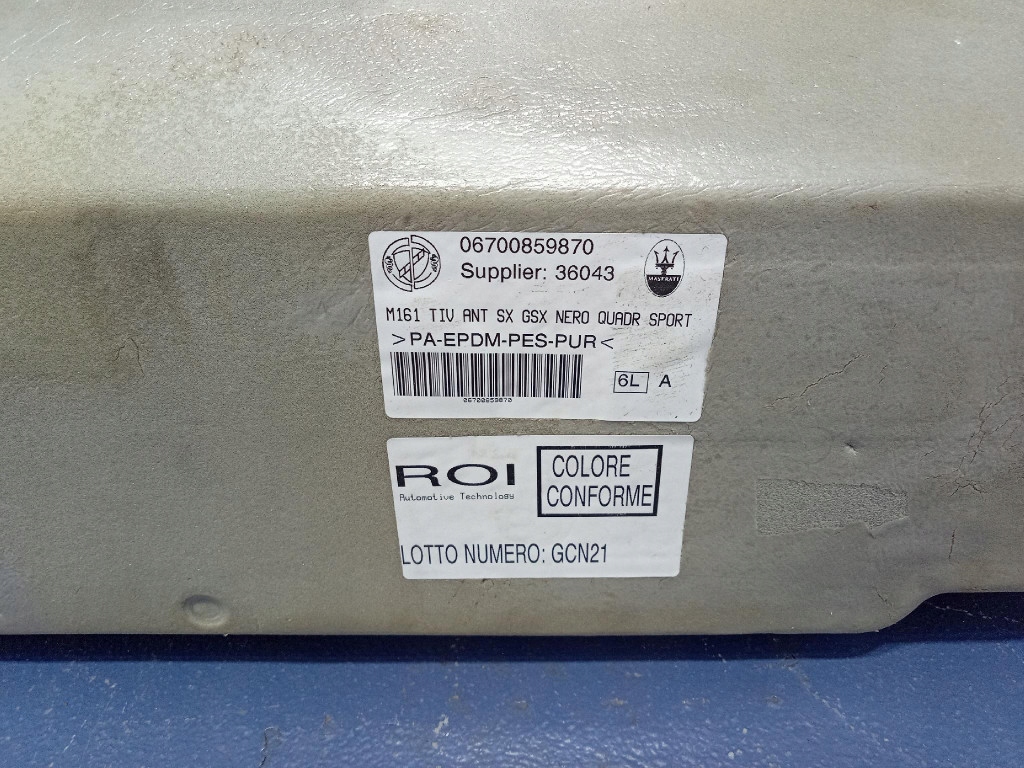 06700859870
Supplier: 36043
MASERATI
M161 TIV ANT SX GSX NERO QUADR SPORT
>PA-EPDM-PES-PUR<
06700859870
6L A
ROI
Automotive Technology
COLORE
CONFORME
LOTTO NUMERO: GCN21